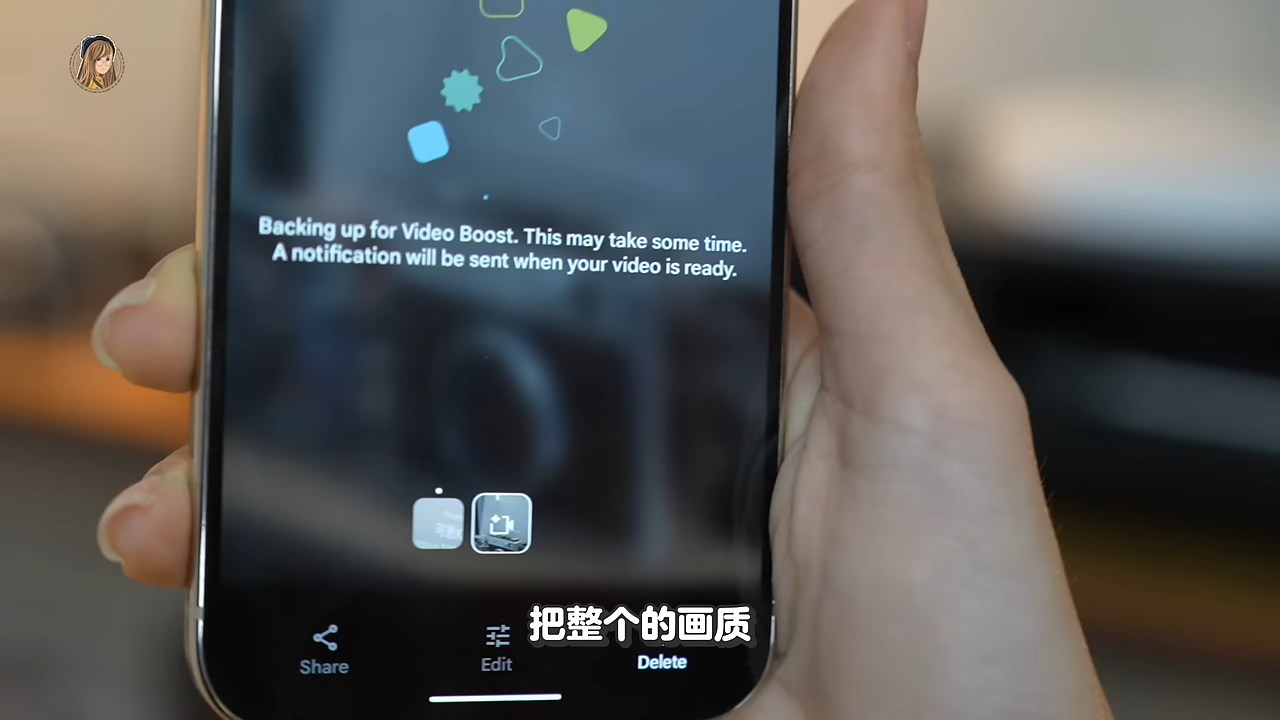 Backing up for Video Boost. This may take some time.
A notification will be sent when your video is ready.
把整个的画质
Share
Edit
Delete